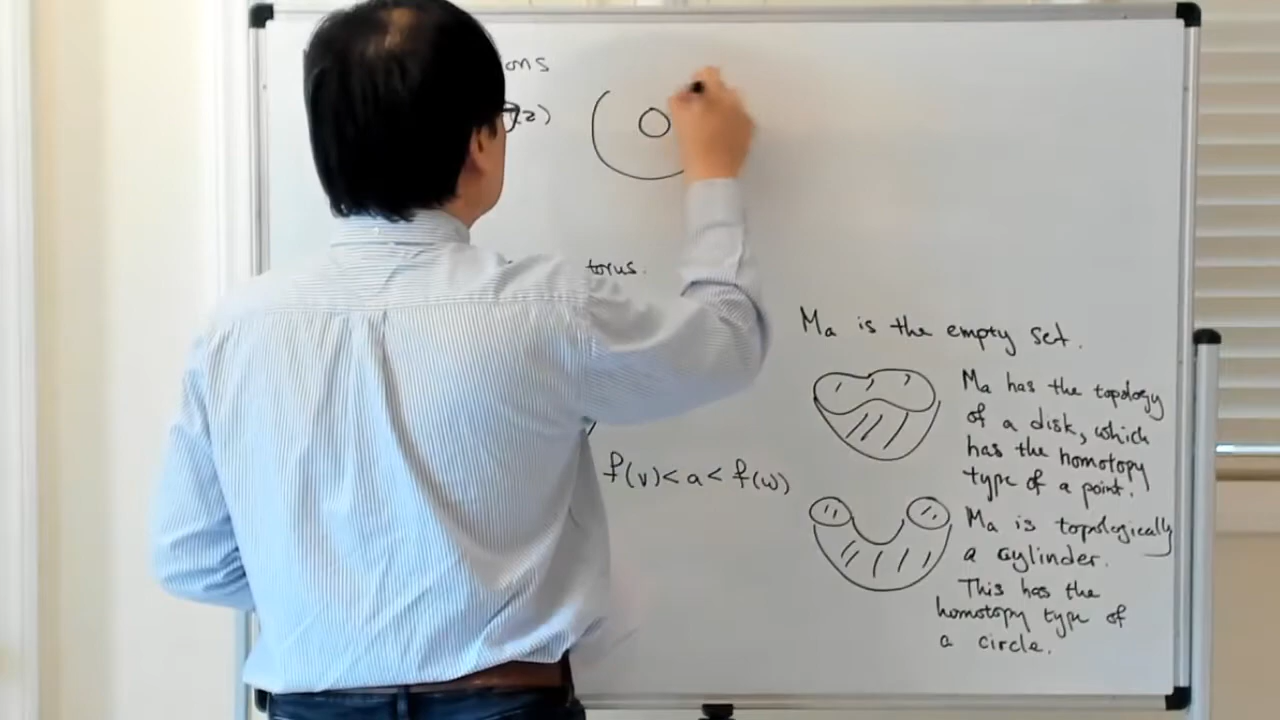 torus.
Ma is the empty set.
Ma has the topology
of a disk, which
has the homotopy
type of a point.
f(v) < a < f(w)
Ma is topologically
a cylinder.
This has the
homotopy type of
a circle.